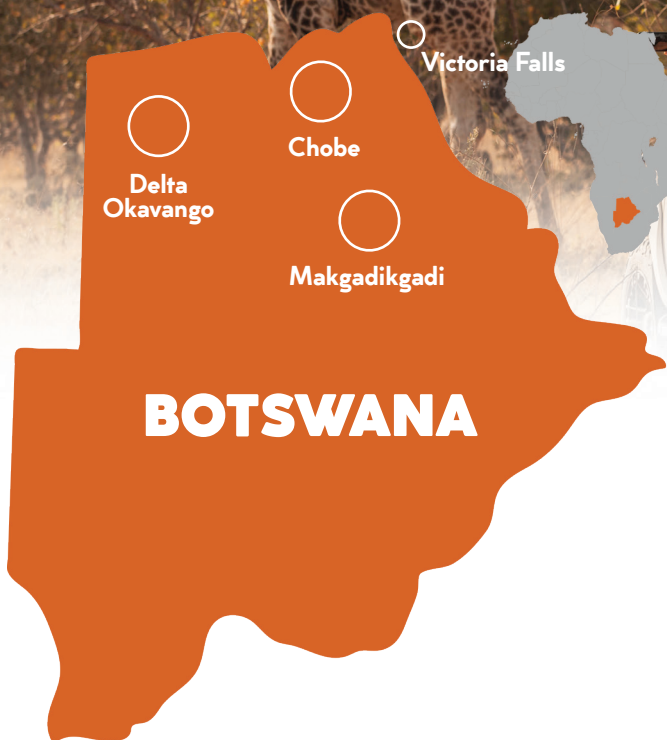 Victoria Falls
Chobe
Delta
Okavango
Makgadikgadi
BOTSWANA